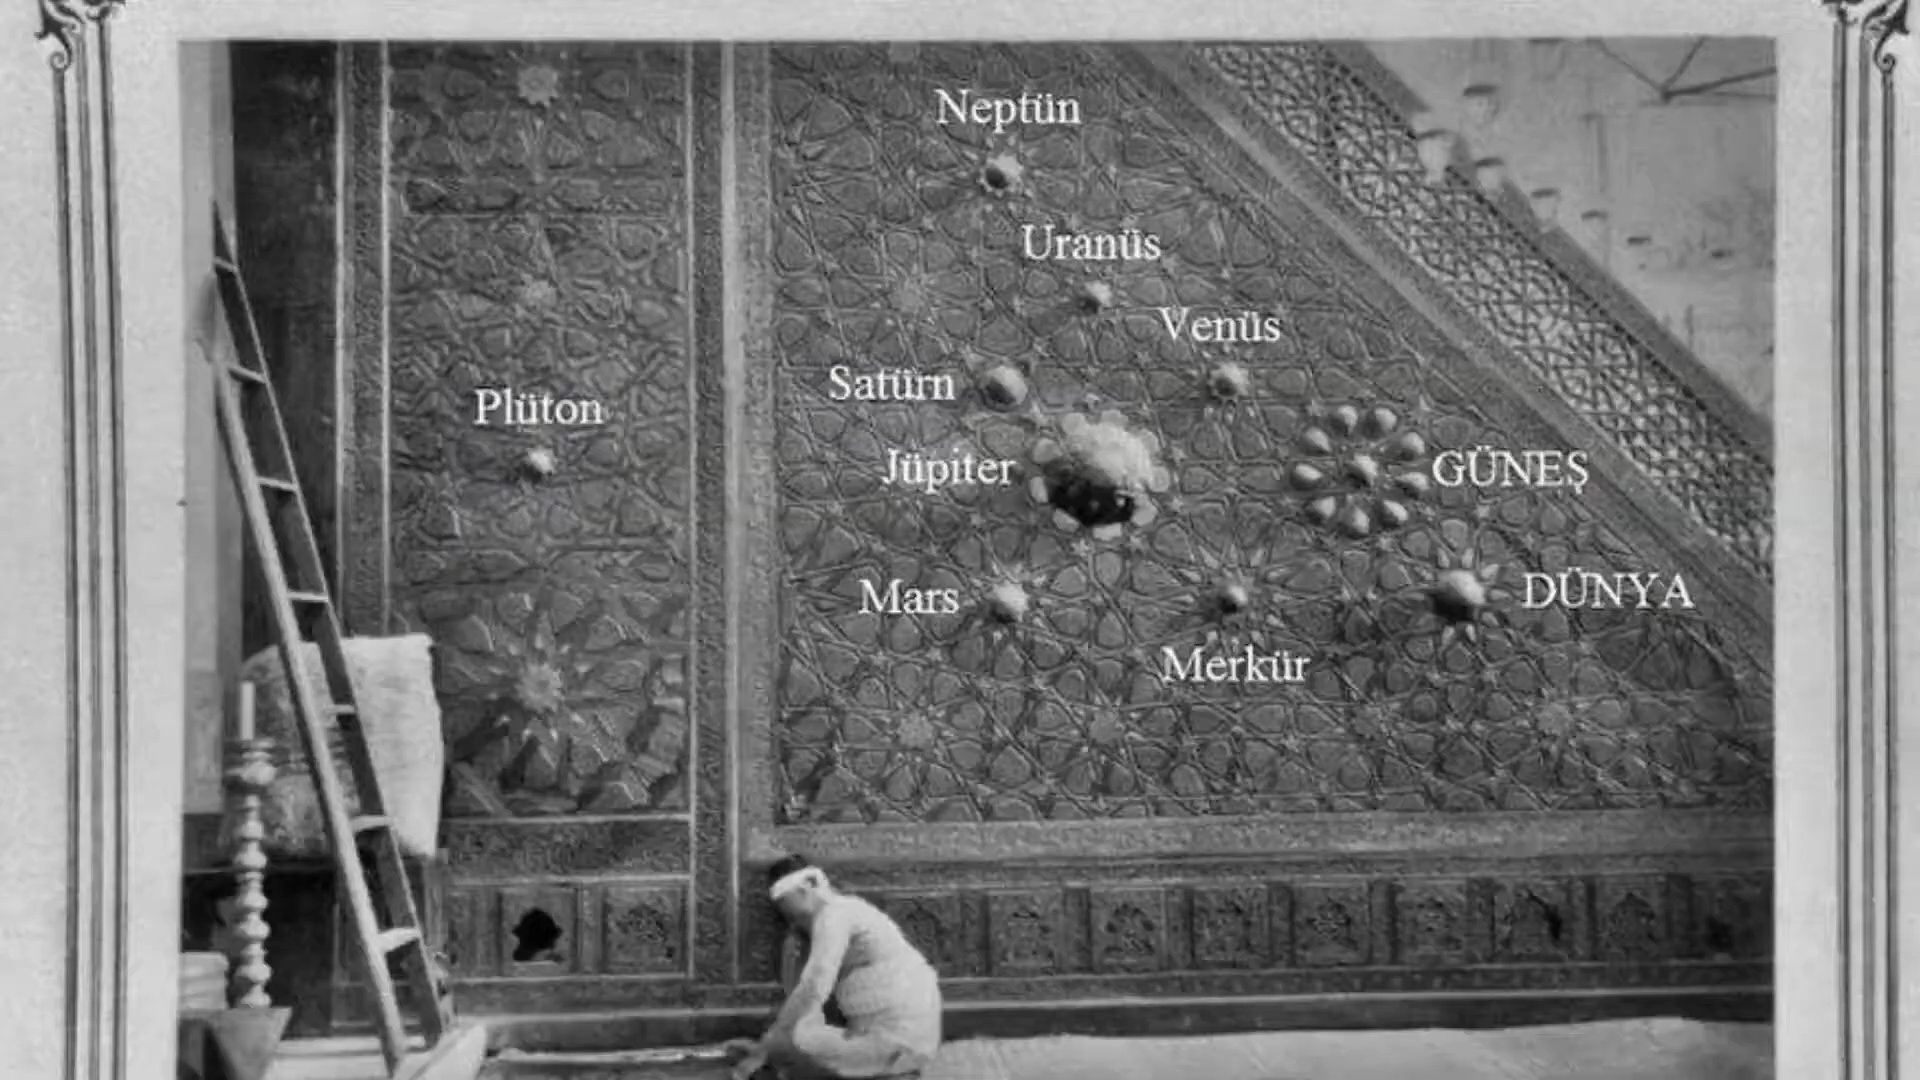 Neptün
Uranüs
Venüs
Satürn
Plüton
Jüpiter
GÜNEŞ
Mars
DÜNYA
Merkür